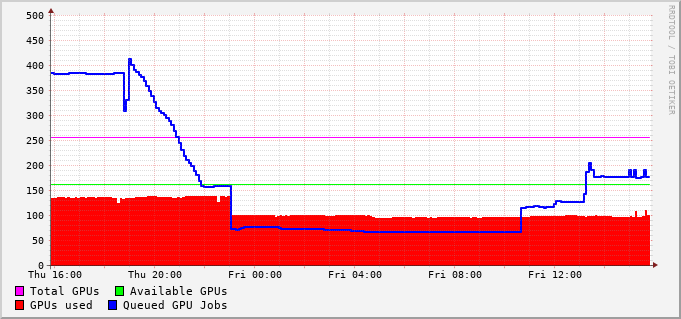 500
450
400
350
300
250
200
150
100
50
0
Thu 16:00 Thu 20:00 Fri 00:00 Fri 04:00 Fri 08:00 Fri 12:00
Total GPUs Available GPUs
GPUs used Queued GPU Jobs
RRDTOOL / TOBI OETIKER